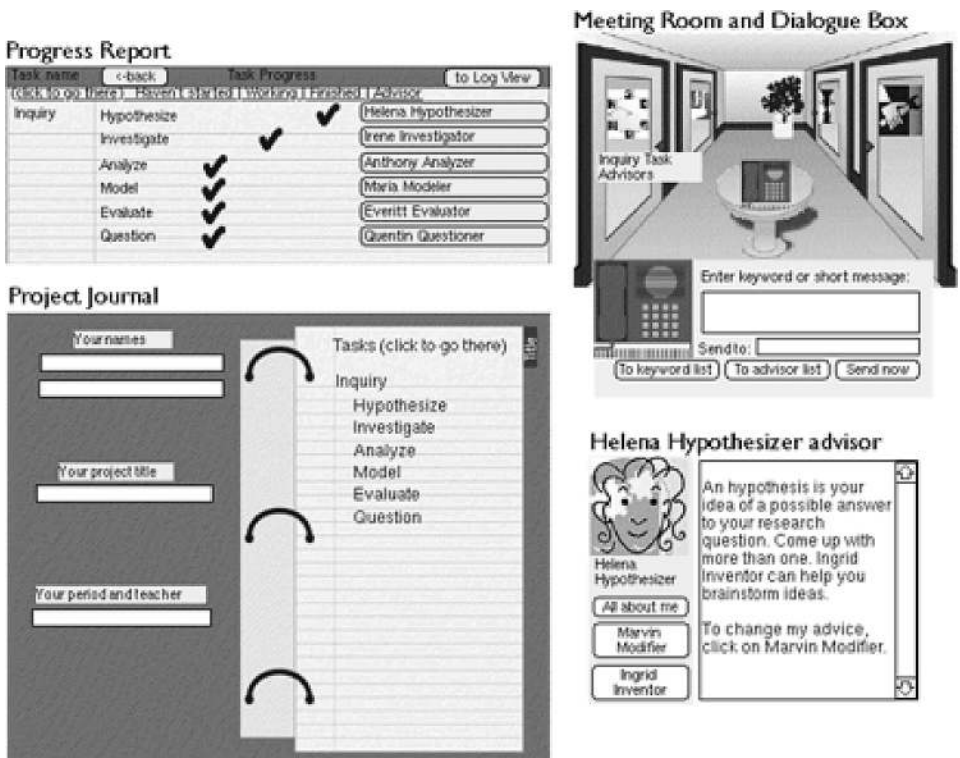 Progress Report
Task name <-back Task Progress to Log View
(click to go there) Haven't started | Working | Finished | Advisor
Inquiry Hypothesize Helena Hypothesizer
Investigate Irene Investigator
Analyze Anthony Analyzer
Model Maria Modeler
Evaluate Everitt Evaluator
Question Quentin Questioner
Meeting Room and Dialogue Box
Inquiry Task
Advisors
Enter keyword or short message:
Send to:
To keyword list To advisor list Send now
Project Journal
Your names
Your project title
Your period and teacher
Title
Tasks (click to go there)
Inquiry
Hypothesize
Investigate
Analyze
Model
Evaluate
Question
Helena Hypothesizer advisor
Helena
Hypothesizer
All about me
Marvin
Modifier
Ingrid
Inventor
An hypothesis is your
idea of a possible answer
to your research
question. Come up with
more than one. Ingrid
Inventor can help you
brainstorm ideas.
To change my advice,
click on Marvin Modifier.